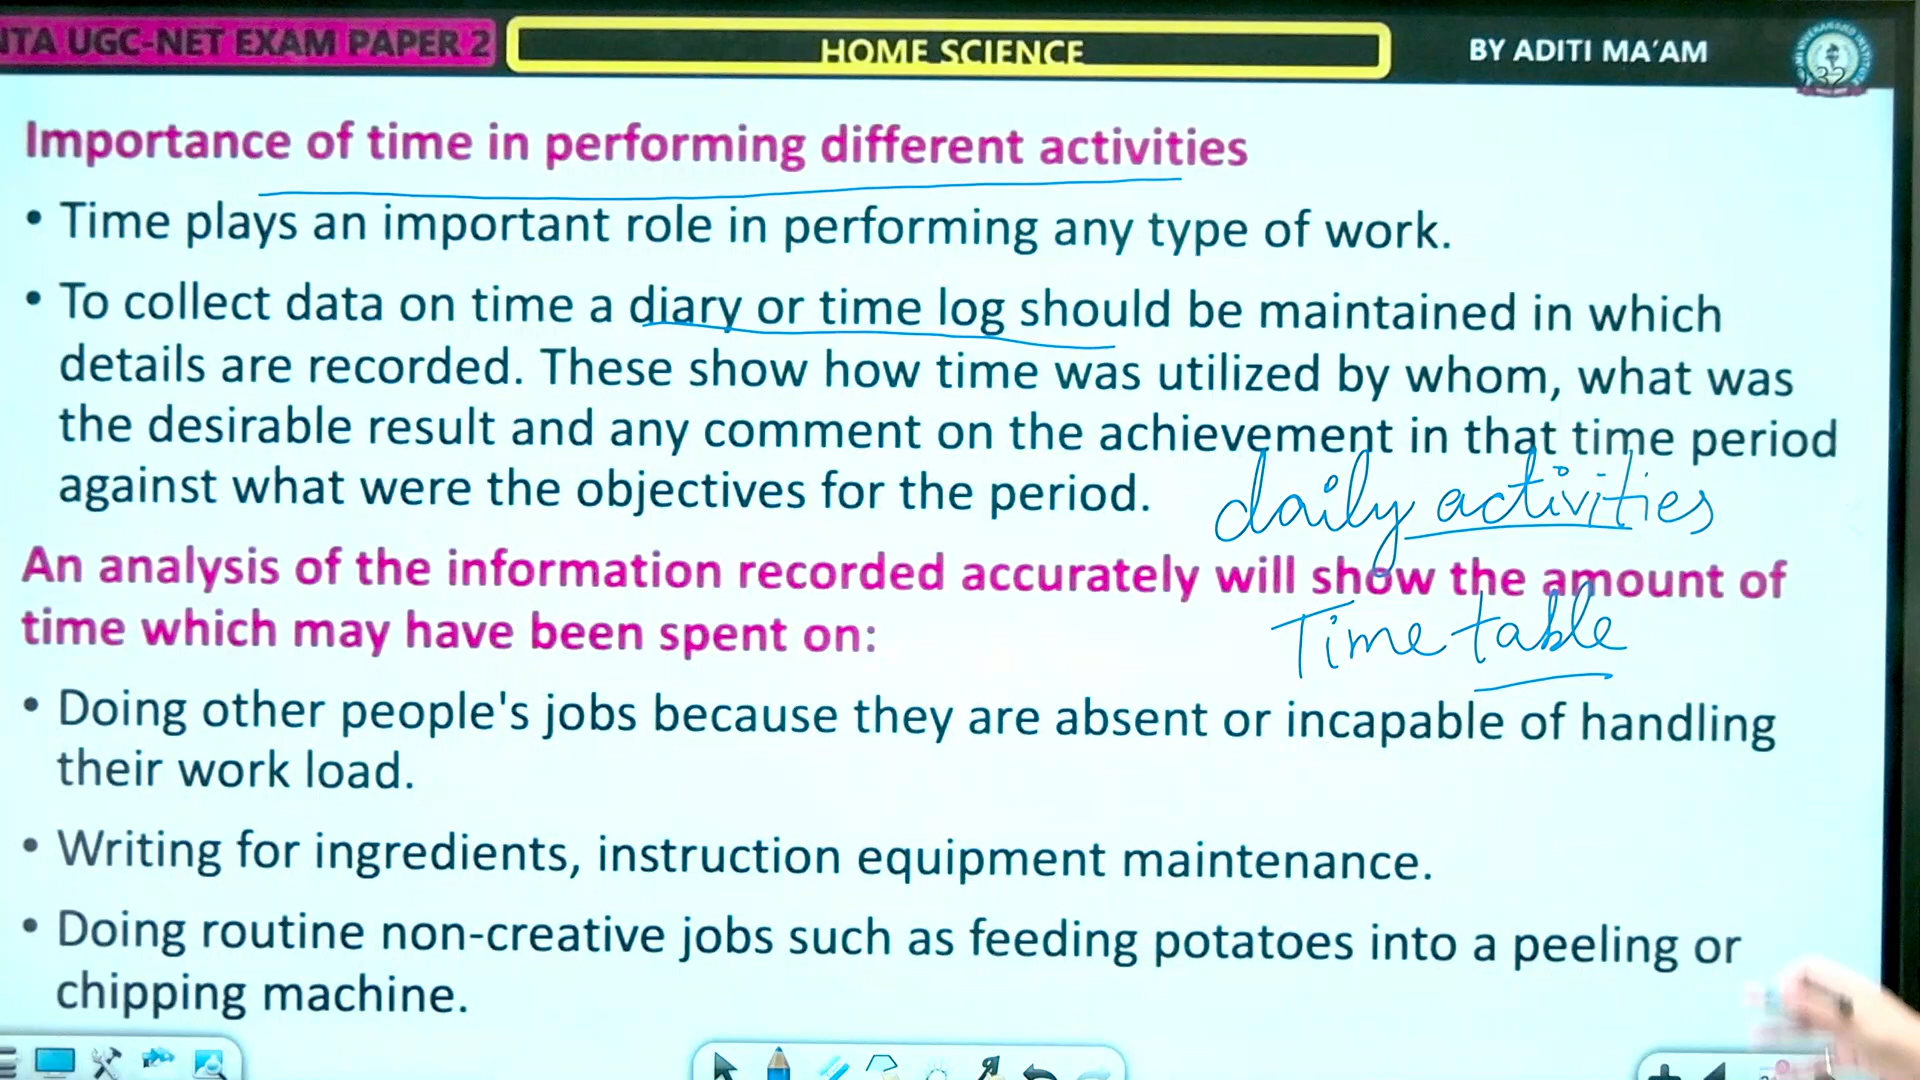 NTA UGC-NET EXAM PAPER 2
HOME SCIENCE
BY ADITI MA'AM
Importance of time in performing different activities
• Time plays an important role in performing any type of work.
• To collect data on time a diary or time log should be maintained in which
details are recorded. These show how time was utilized by whom, what was
the desirable result and any comment on the achievement in that time period
against what were the objectives for the period.
daily activities
An analysis of the information recorded accurately will show the amount of
time which may have been spent on:
Time table
• Doing other people's jobs because they are absent or incapable of handling
their work load.
• Writing for ingredients, instruction equipment maintenance.
• Doing routine non-creative jobs such as feeding potatoes into a peeling or
chipping machine.